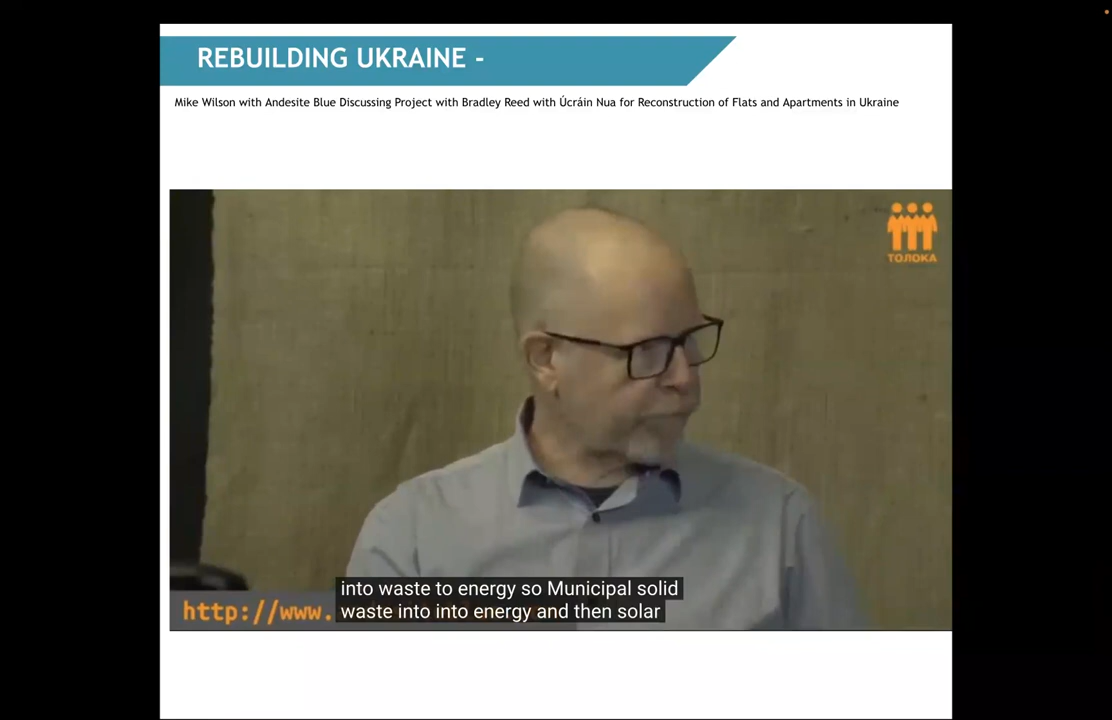 REBUILDING UKRAINE -
Mike Wilson with Andesite Blue Discussing Project with Bradley Reed with Úcráin Nua for Reconstruction of Flats and Apartments in Ukraine
ТОЛОКА
into waste to energy so Municipal solid
http://www.
waste into into energy and then solar